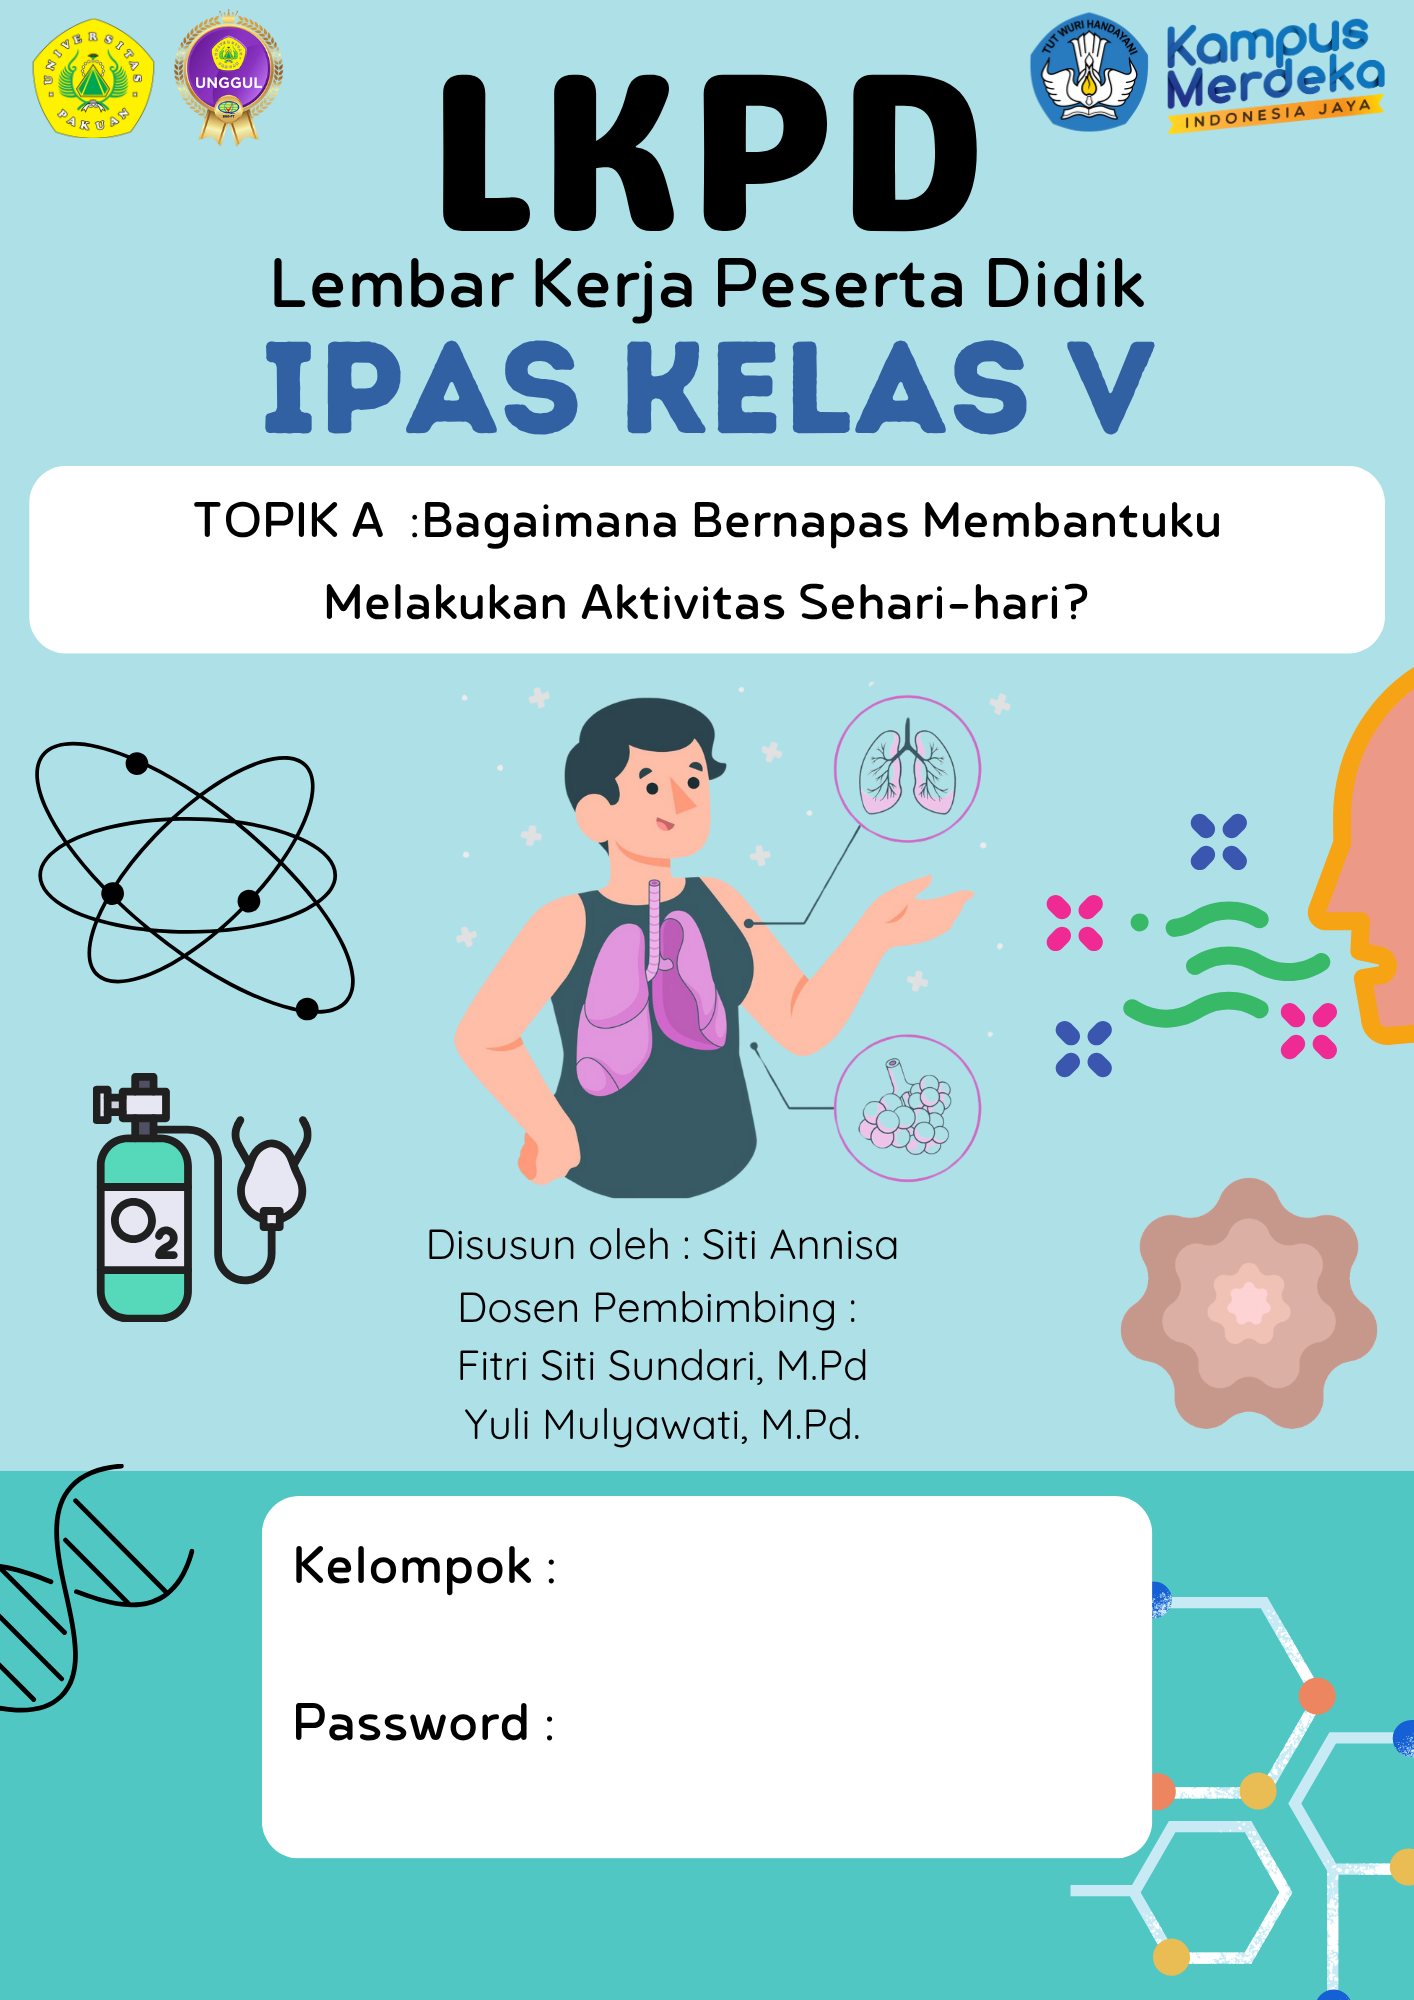 UNIVERSITAS
PAKUAN
UNGGUL
TUT WURI HANDAYANI
Kampus
Merdeka
INDONESIA JAYA
LKPD
Lembar Kerja Peserta Didik
IPAS KELAS V
TOPIK A :Bagaimana Bernapas Membantuku
Melakukan Aktivitas Sehari-hari?
O2
Disusun oleh : Siti Annisa
Dosen Pembimbing :
Fitri Siti Sundari, M.Pd
Yuli Mulyawati, M.Pd.
Kelompok :
Password :